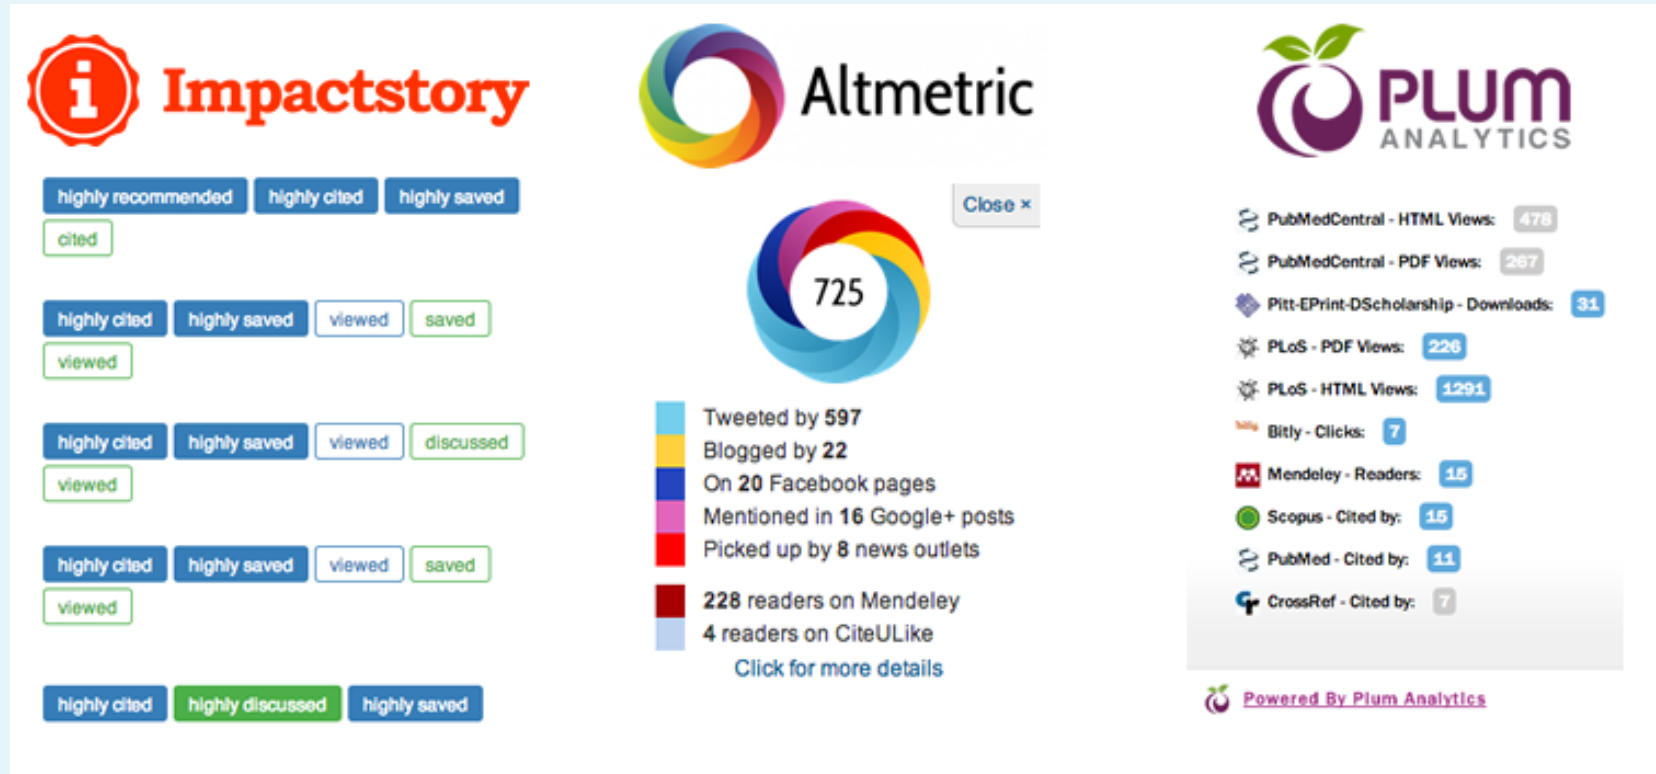 Impactstory
highly recommended highly cited highly saved
cited
highly cited highly saved viewed saved
viewed
highly cited highly saved viewed discussed
viewed
highly cited highly saved viewed saved
viewed
highly cited highly discussed highly saved
Altmetric
Close ×
725
Tweeted by 597
Blogged by 22
On 20 Facebook pages
Mentioned in 16 Google+ posts
Picked up by 8 news outlets
228 readers on Mendeley
4 readers on CiteULike
Click for more details
PLUM
ANALYTICS
PubMedCentral - HTML Views: 478
PubMedCentral - PDF Views: 267
Pitt-EPrint-DScholarship - Downloads: 31
PLoS - PDF Views: 226
PLoS - HTML Views: 1291
bitly Bitly - Clicks: 7
Mendeley - Readers: 15
Scopus - Cited by: 15
PubMed - Cited by: 11
CrossRef - Cited by: 7
Powered By Plum Analytics